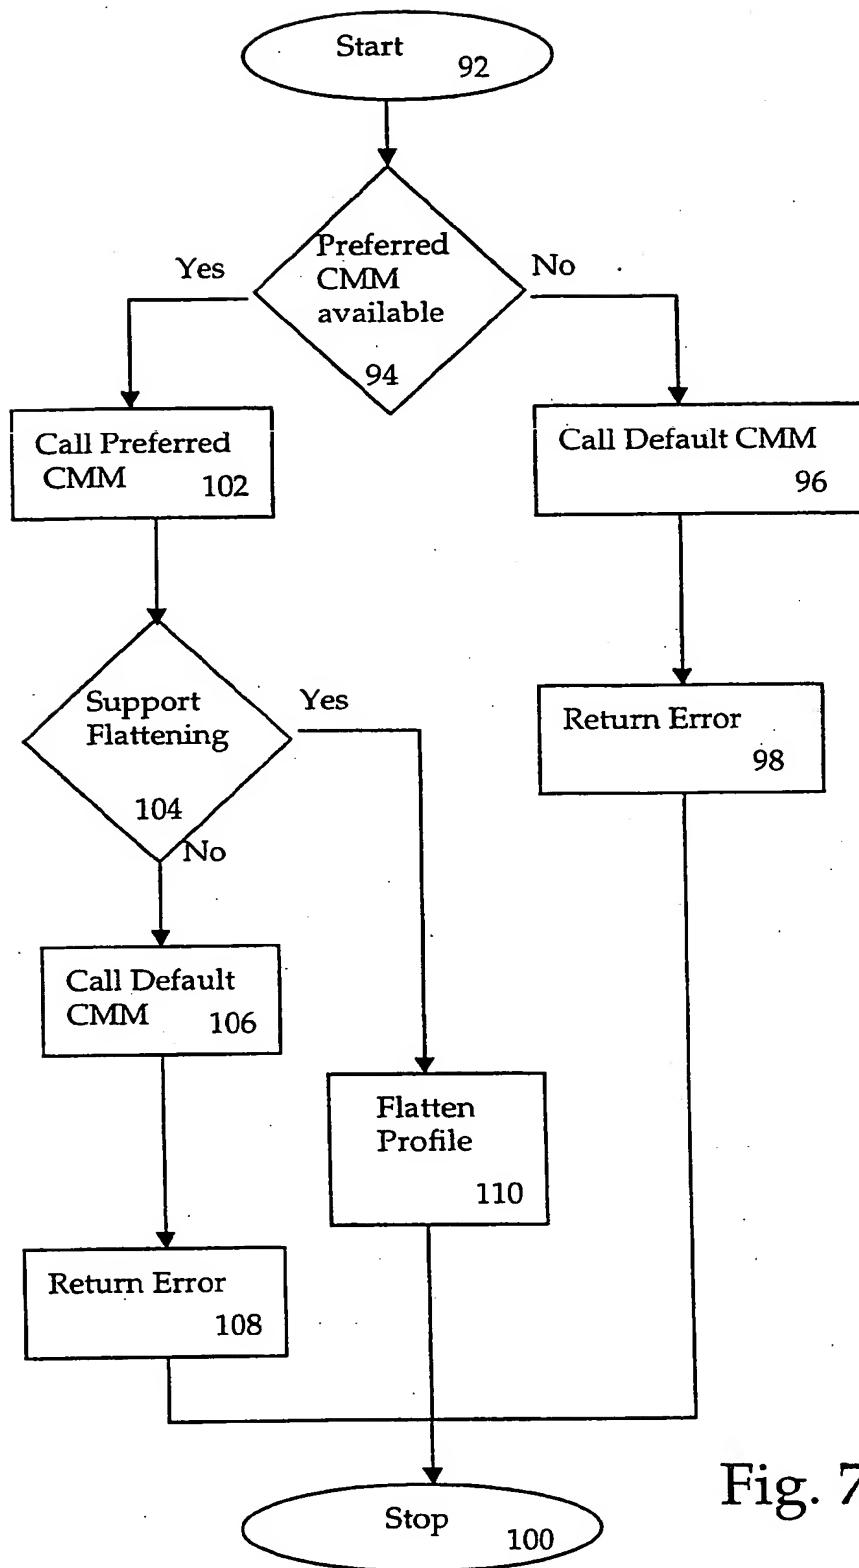 Start
92
Preferred
CMM
available
94
Yes
No
Call Preferred
CMM
102
Call Default CMM
96
Support
Flattening
104
Yes
No
Return Error
98
Call Default
CMM
106
Flatten
Profile
110
Return Error
108
Stop
100
Fig. 7